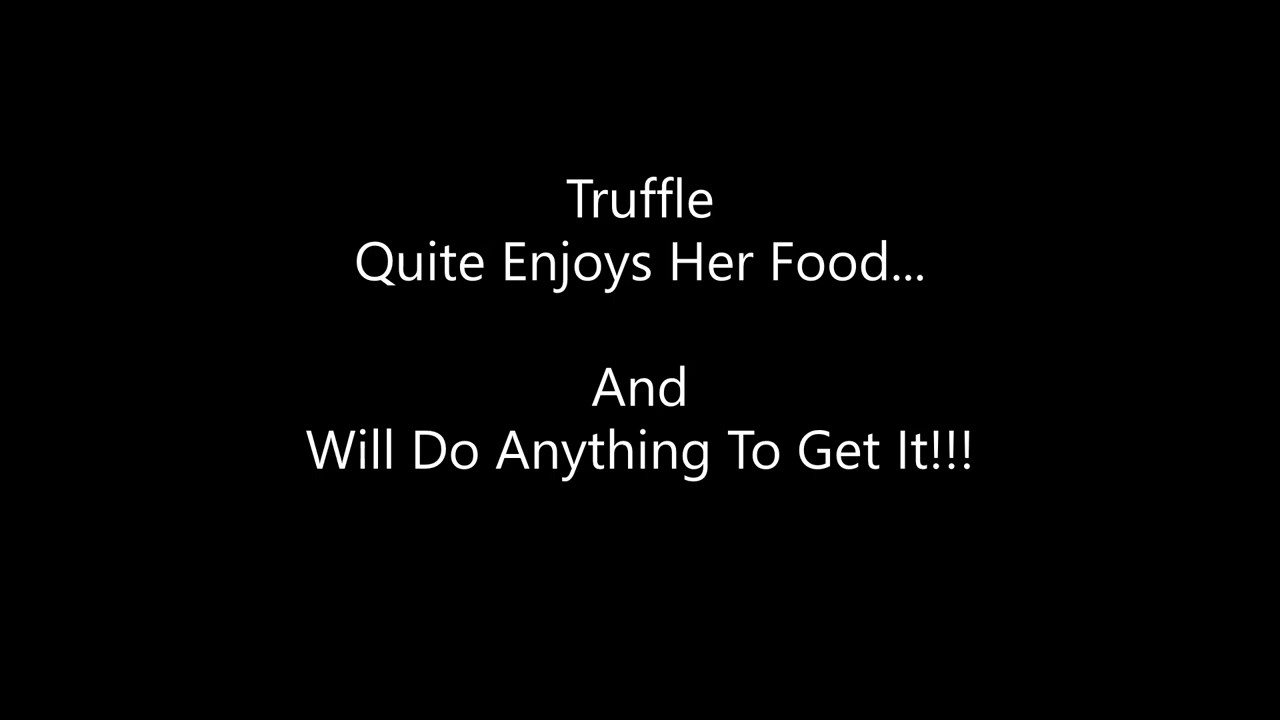 Truffle
Quite Enjoys Her Food...
And
Will Do Anything To Get It!!!